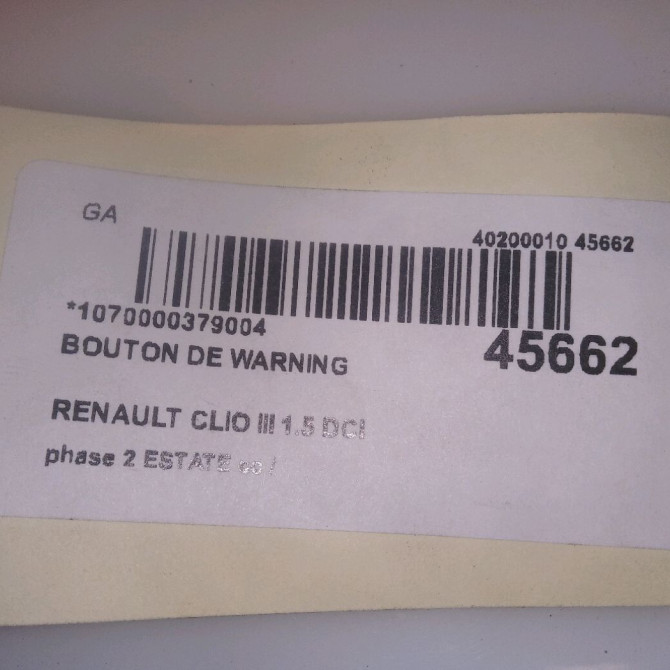 GA
40200010 45662
*1070000379004
45662
BOUTON DE WARNING
RENAULT CLIO III 1.5 DCI
phase 2 ESTATE